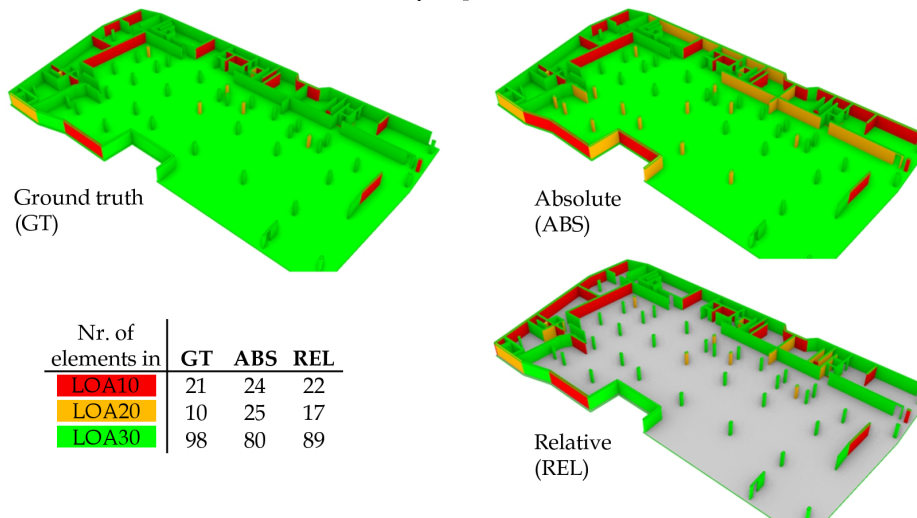 Ground truth
(GT)
Absolute
(ABS)
Nr. of
elements in GT ABS REL
LOA10 21 24 22
LOA20 10 25 17
LOA30 98 80 89
Relative
(REL)